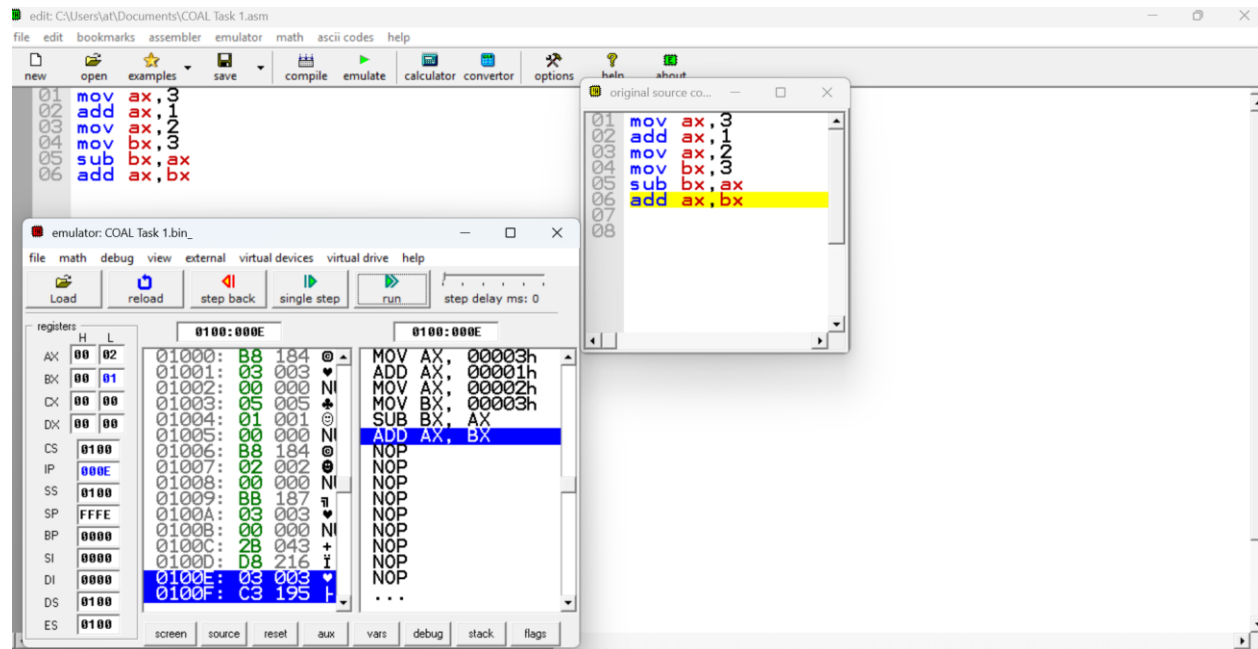 edit: C:\Users\at\Documents\COAL Task 1.asm
file edit bookmarks assembler emulator math ascii codes help
new open examples save compile emulate calculator convertor options help about
01 mov ax,3
02 add ax,1
03 mov ax,2
04 mov bx,3
05 sub bx,ax
06 add ax,bx
original source co...
01 mov ax,3
02 add ax,1
03 mov ax,2
04 mov bx,3
05 sub bx,ax
06 add ax,bx
07
08
emulator: COAL Task 1.bin_
file math debug view external virtual devices virtual drive help
Load reload step back single step run step delay ms: 0
registers
H L
AX 00 02
BX 00 01
CX 00 00
DX 00 00
CS 0100
IP 000E
SS 0100
SP FFFE
BP 0000
SI 0000
DI 0000
DS 0100
ES 0100
0100:000E
01000: B8 184
01001: 03 003 ♥
01002: 00 000 NU
01003: 05 005 ♣
01004: 01 001 ☺
01005: 00 000 NU
01006: B8 184
01007: 02 002 ☻
01008: 00 000 NU
01009: BB 187 ╗
0100A: 03 003 ♥
0100B: 00 000 NU
0100C: 2B 043 +
0100D: D8 216 Ï
0100E: 03 003 ♥
0100F: C3 195 ├
0100:000E
MOV AX, 00003h
ADD AX, 00001h
MOV AX, 00002h
MOV BX, 00003h
SUB BX, AX
ADD AX, BX
NOP
NOP
NOP
NOP
NOP
NOP
NOP
NOP
NOP
...
screen source reset aux vars debug stack flags